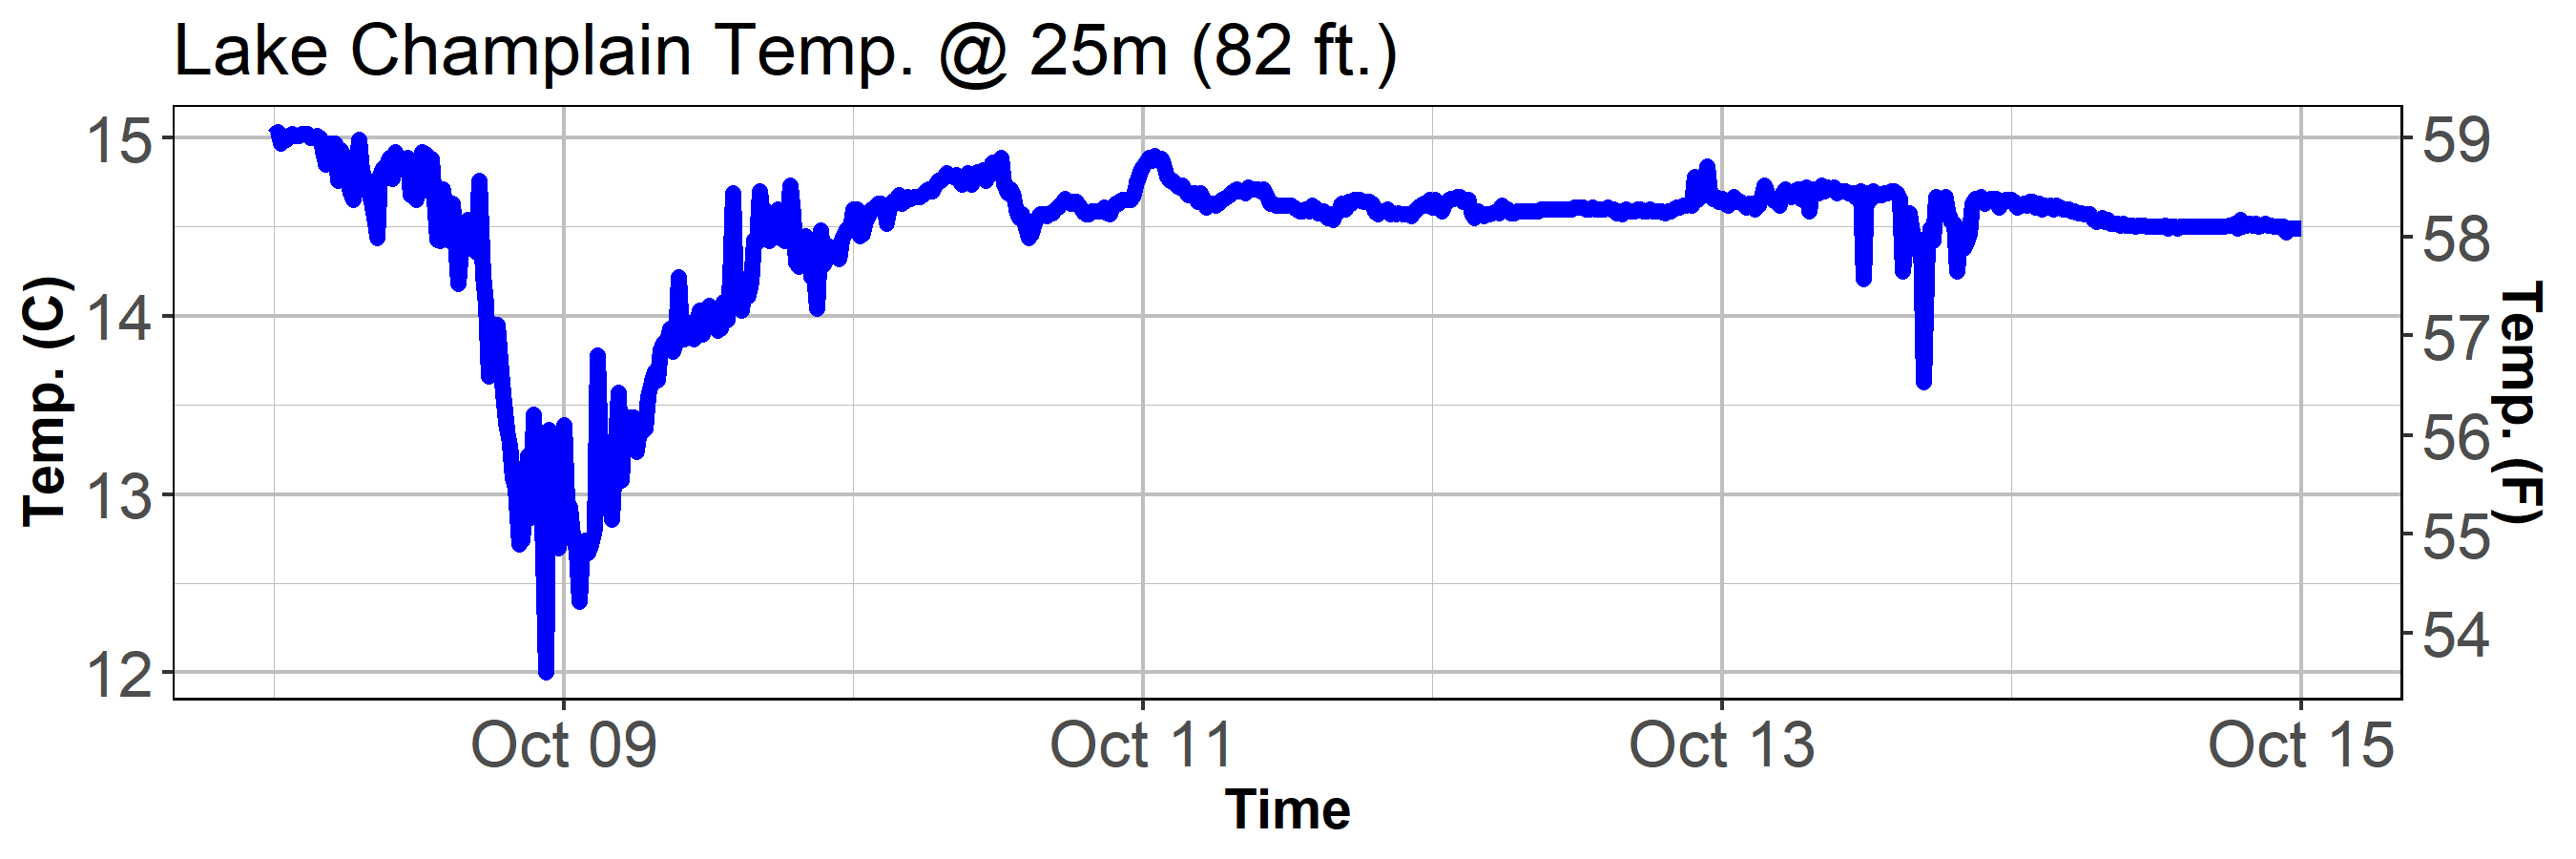 Lake Champlain Temp. @ 25m (82 ft.)
15
14
13
12
Temp. (C)
59
58
57
56
55
54
Temp. (F)
Oct 09 Oct 11 Oct 13 Oct 15
Time